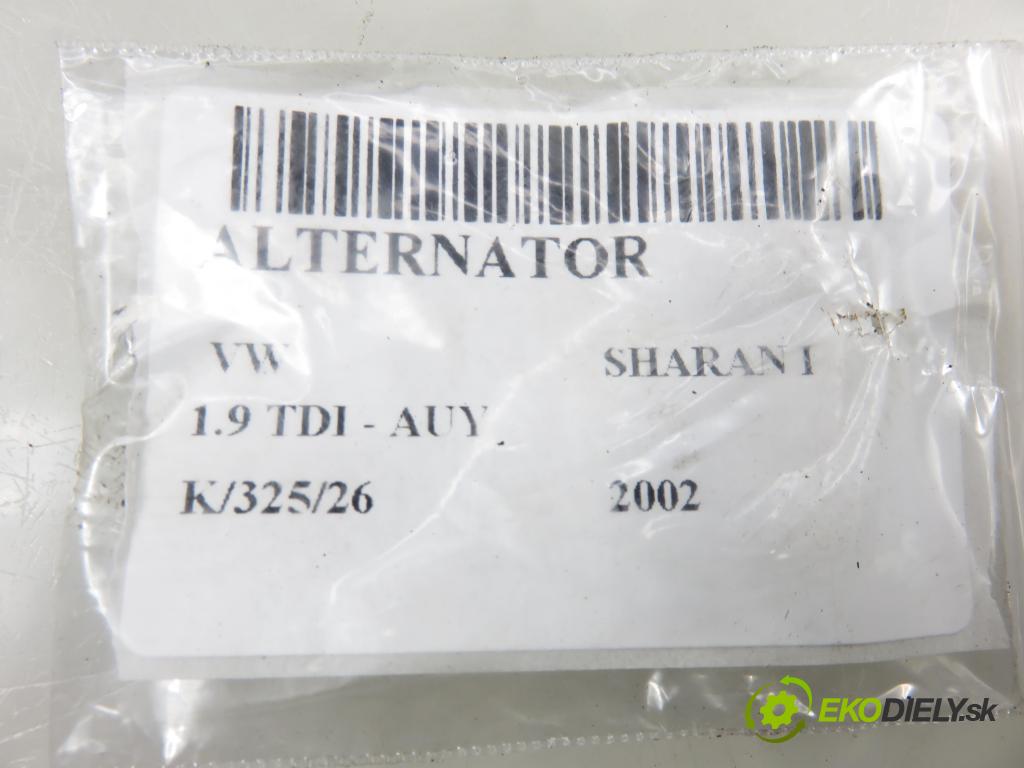 ALTERNATOR
VW SHARAN I
1.9 TDI - AUY
K/325/26 2002
EKODIELY.sk